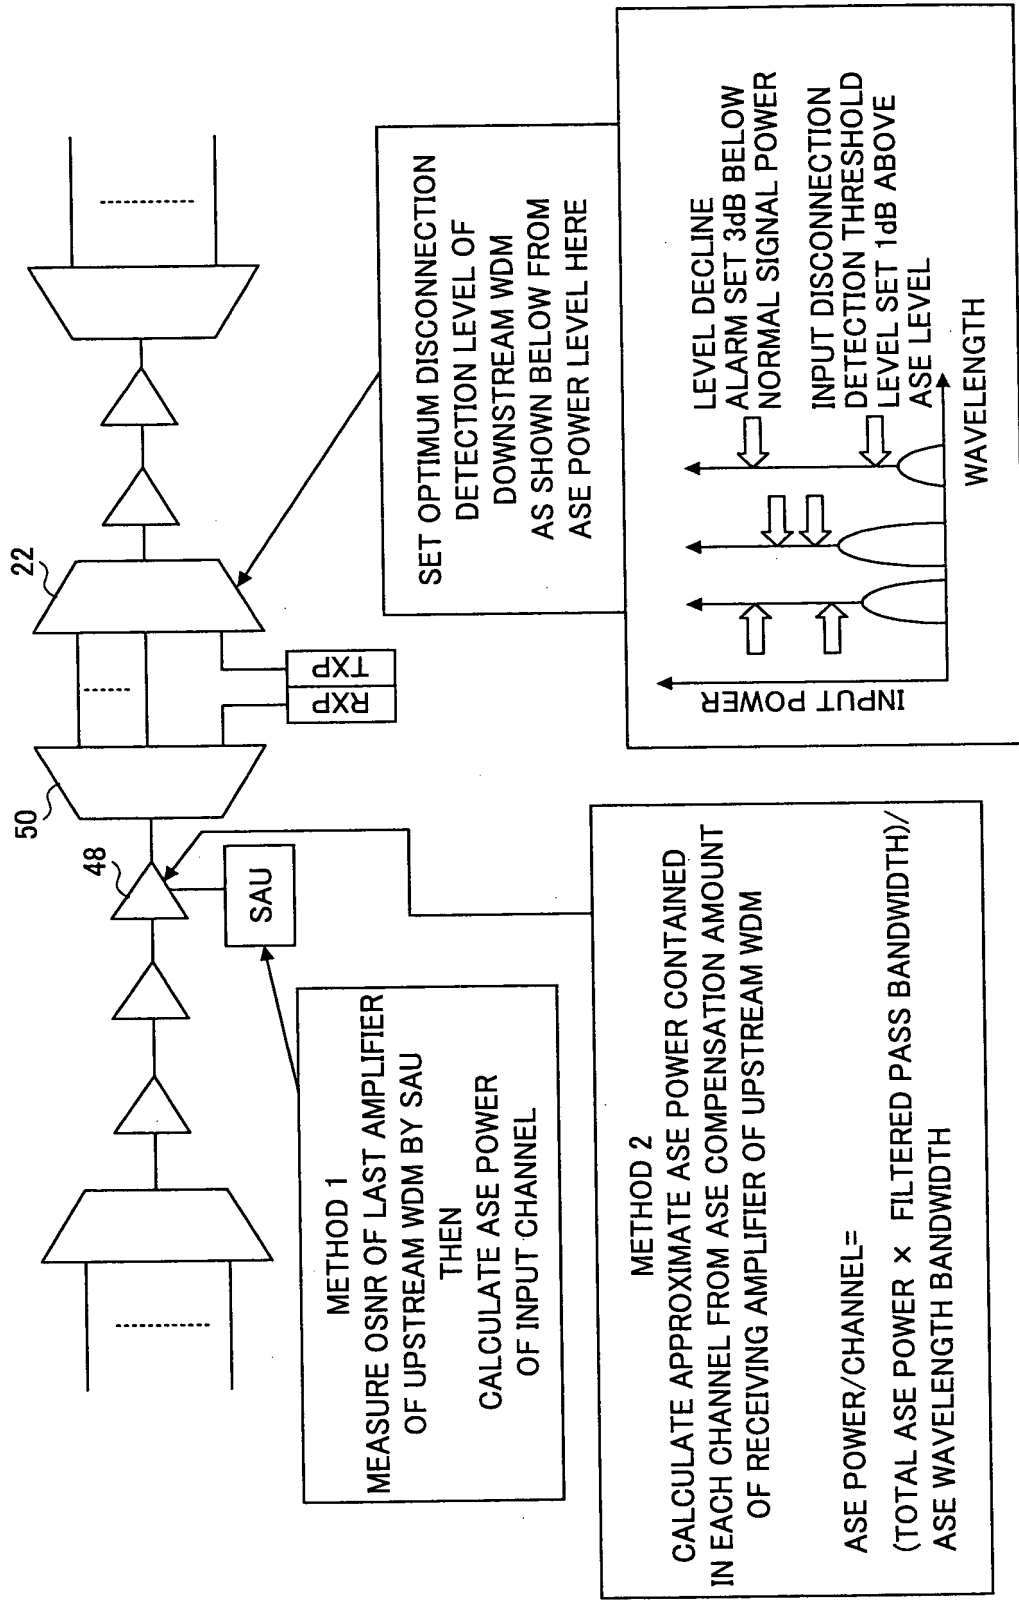 22
50
48
TXP
RXP
SAU
SET OPTIMUM DISCONNECTION
DETECTION LEVEL OF
DOWNSTREAM WDM
AS SHOWN BELOW FROM
ASE POWER LEVEL HERE
METHOD 1
MEASURE OSNR OF LAST AMPLIFIER
OF UPSTREAM WDM BY SAU
THEN
CALCULATE ASE POWER
OF INPUT CHANNEL
METHOD 2
CALCULATE APPROXIMATE ASE POWER CONTAINED
IN EACH CHANNEL FROM ASE COMPENSATION AMOUNT
OF RECEIVING AMPLIFIER OF UPSTREAM WDM
ASE POWER/CHANNEL=
(TOTAL ASE POWER × FILTERED PASS BANDWIDTH)/
ASE WAVELENGTH BANDWIDTH
INPUT POWER
LEVEL DECLINE
ALARM SET 3dB BELOW
NORMAL SIGNAL POWER
INPUT DISCONNECTION
DETECTION THRESHOLD
LEVEL SET 1dB ABOVE
ASE LEVEL
WAVELENGTH